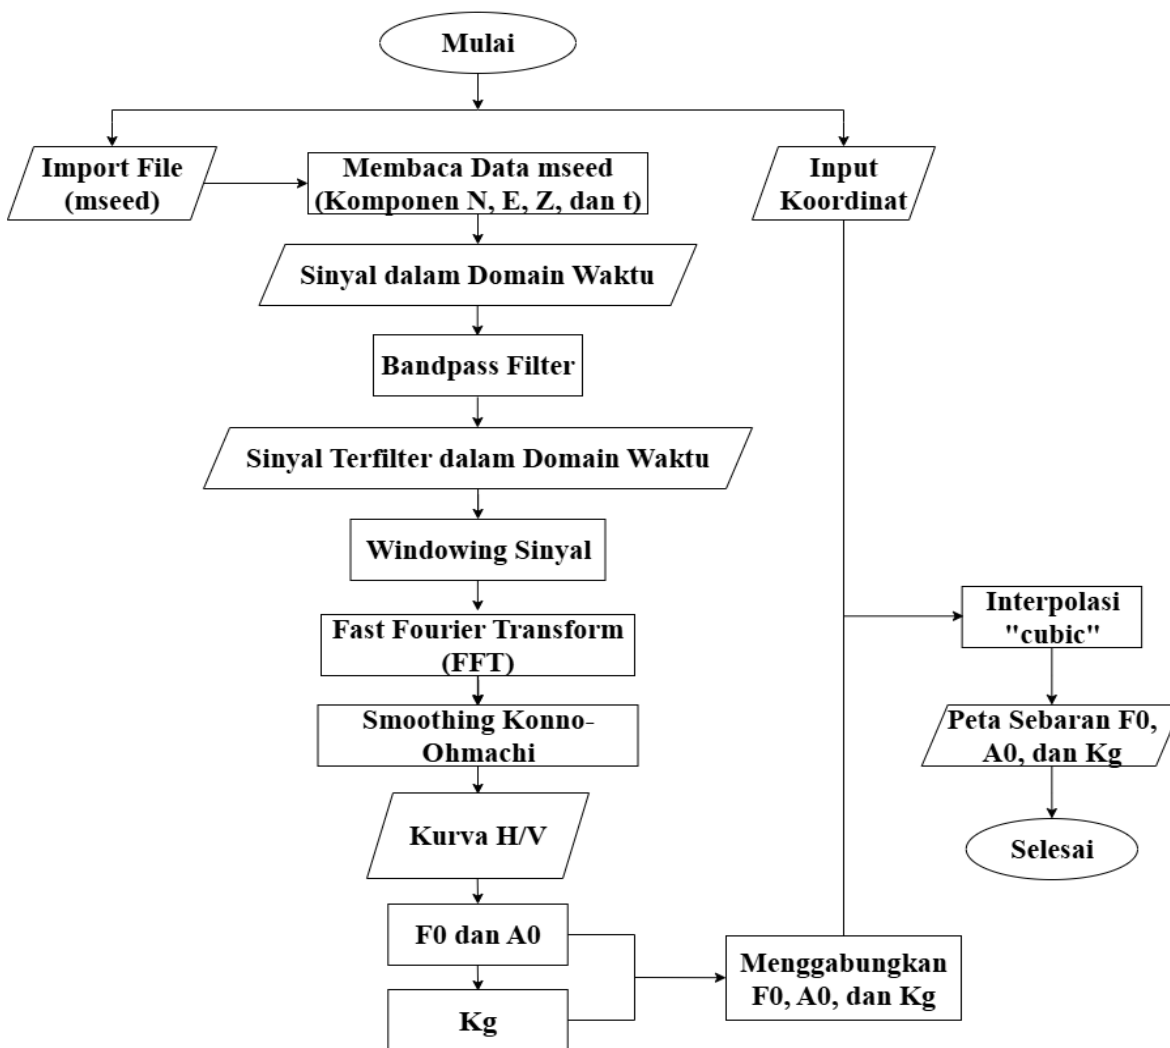 Mulai
Import File
(mseed)
Membaca Data mseed
(Komponen N, E, Z, dan t)
Input
Koordinat
Sinyal dalam Domain Waktu
Bandpass Filter
Sinyal Terfilter dalam Domain Waktu
Windowing Sinyal
Fast Fourier Transform
(FFT)
Smoothing Konno-
Ohmachi
Kurva H/V
F0 dan A0
Kg
Menggabungkan
F0, A0, dan Kg
Interpolasi
"cubic"
Peta Sebaran F0,
A0, dan Kg
Selesai